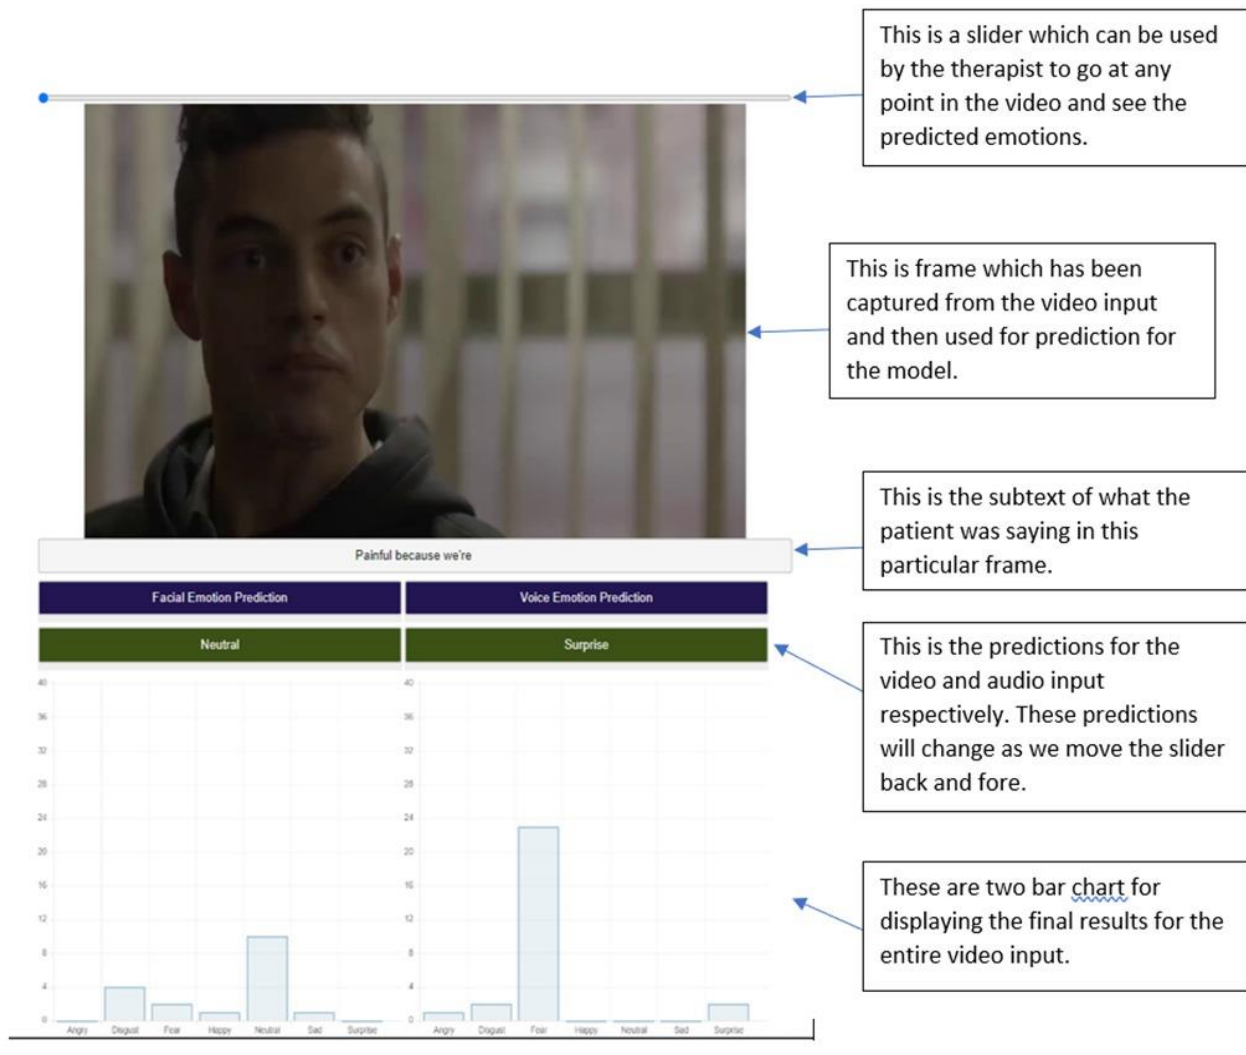 This is a slider which can be used
by the therapist to go at any
point in the video and see the
predicted emotions.
This is frame which has been
captured from the video input
and then used for prediction for
the model.
This is the subtext of what the
patient was saying in this
particular frame.
Painful because we're
Facial Emotion Prediction
Voice Emotion Prediction
Neutral
Surprise
This is the predictions for the
video and audio input
respectively. These predictions
will change as we move the slider
back and fore.
40
36
32
28
24
20
16
12
8
4
0
Angry Disgust Fear Happy Neutral Sad Surprise
40
36
32
28
24
20
16
12
8
4
0
Angry Disgust Fear Happy Neutral Sad Surprise
These are two bar chart for
displaying the final results for the
entire video input.